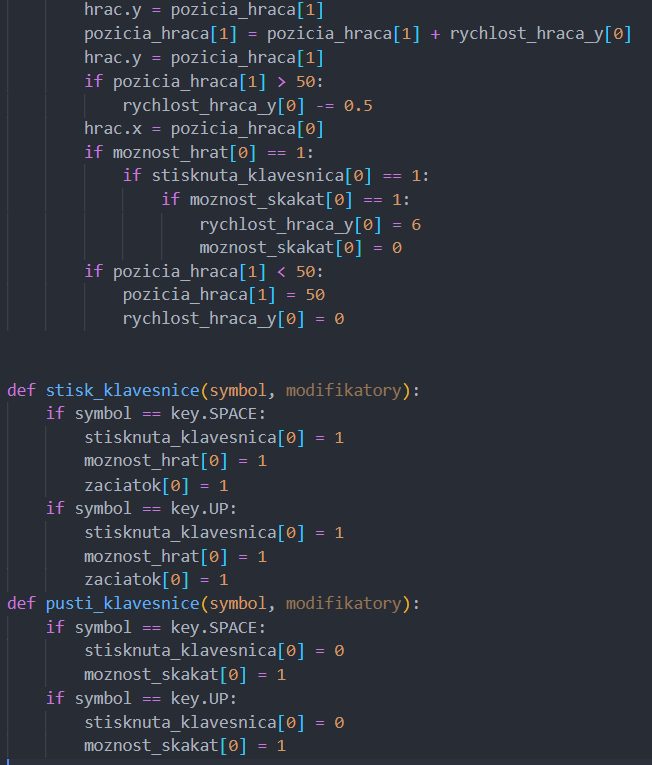 hrac.y = pozicia_hraca[1]
pozicia_hraca[1] = pozicia_hraca[1] + rychlost_hraca_y[0]
hrac.y = pozicia_hraca[1]
if pozicia_hraca[1] > 50:
rychlost_hraca_y[0] -= 0.5
hrac.x = pozicia_hraca[0]
if moznost_hrat[0] == 1:
if stisknuta_klavesnica[0] == 1:
if moznost_skakat[0] == 1:
rychlost_hraca_y[0] = 6
moznost_skakat[0] = 0
if pozicia_hraca[1] < 50:
pozicia_hraca[1] = 50
rychlost_hraca_y[0] = 0
def stisk_klavesnice(symbol, modifikatory):
if symbol == key.SPACE:
stisknuta_klavesnica[0] = 1
moznost_hrat[0] = 1
zaciatok[0] = 1
if symbol == key.UP:
stisknuta_klavesnica[0] = 1
moznost_hrat[0] = 1
zaciatok[0] = 1
def pusti_klavesnice(symbol, modifikatory):
if symbol == key.SPACE:
stisknuta_klavesnica[0] = 0
moznost_skakat[0] = 1
if symbol == key.UP:
stisknuta_klavesnica[0] = 0
moznost_skakat[0] = 1